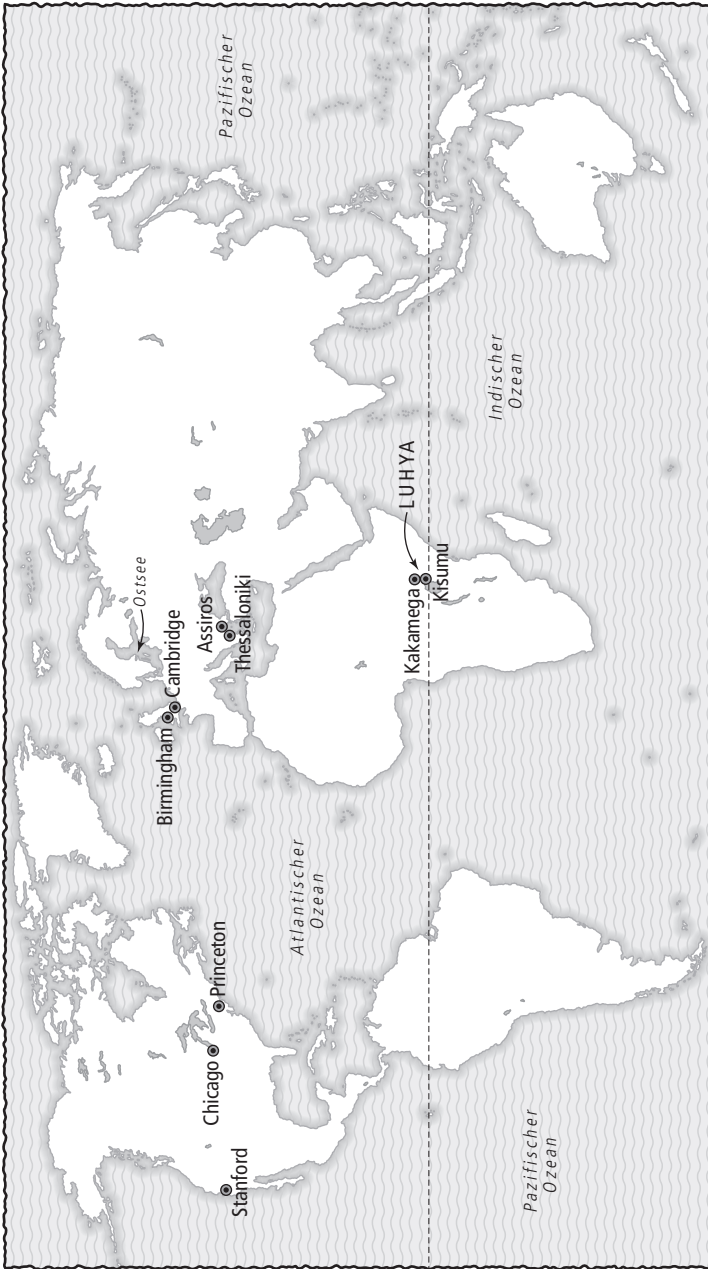 Pazifischer
Ozean
Ostsee
Cambridge
Birmingham
Assiros
Thessaloniki
Atlantischer
Ozean
Princeton
Chicago
Stanford
Kakamega
LUHYA
Kisumu
Indischer
Ozean
Pazifischer
Ozean